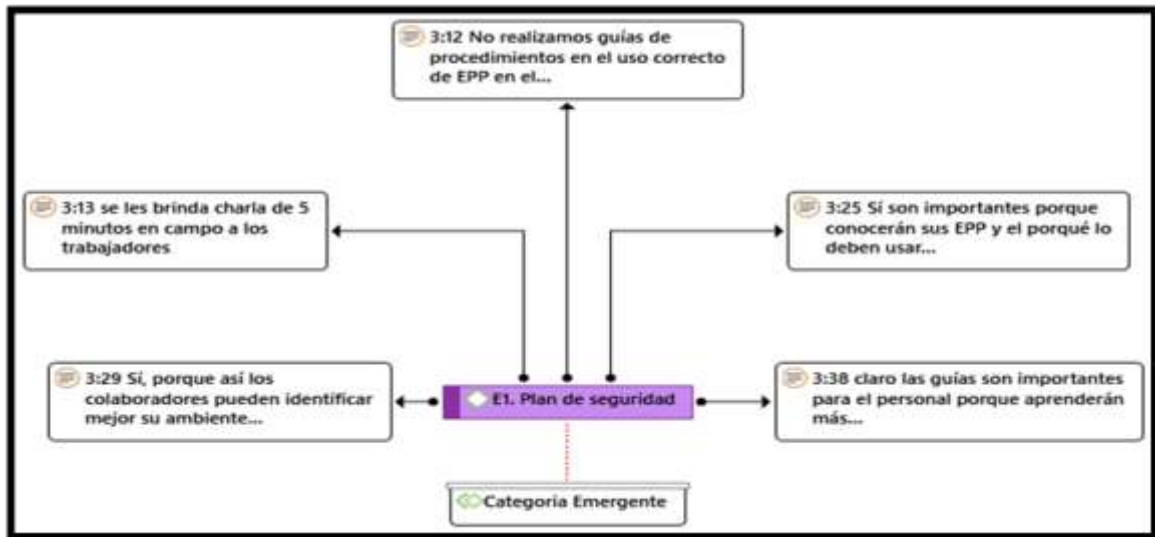 3:12 No realizamos guías de
procedimientos en el uso correcto
de EPP en el...
3:13 se les brinda charla de 5
minutos en campo a los
trabajadores
3:25 Sí son importantes porque
conocerán sus EPP y el porqué lo
deben usar...
3:29 Sí, porque así los
colaboradores pueden identificar
mejor su ambiente...
E1. Plan de seguridad
3:38 claro las guías son importantes
para el personal porque aprenderán
más...
Categoría Emergente